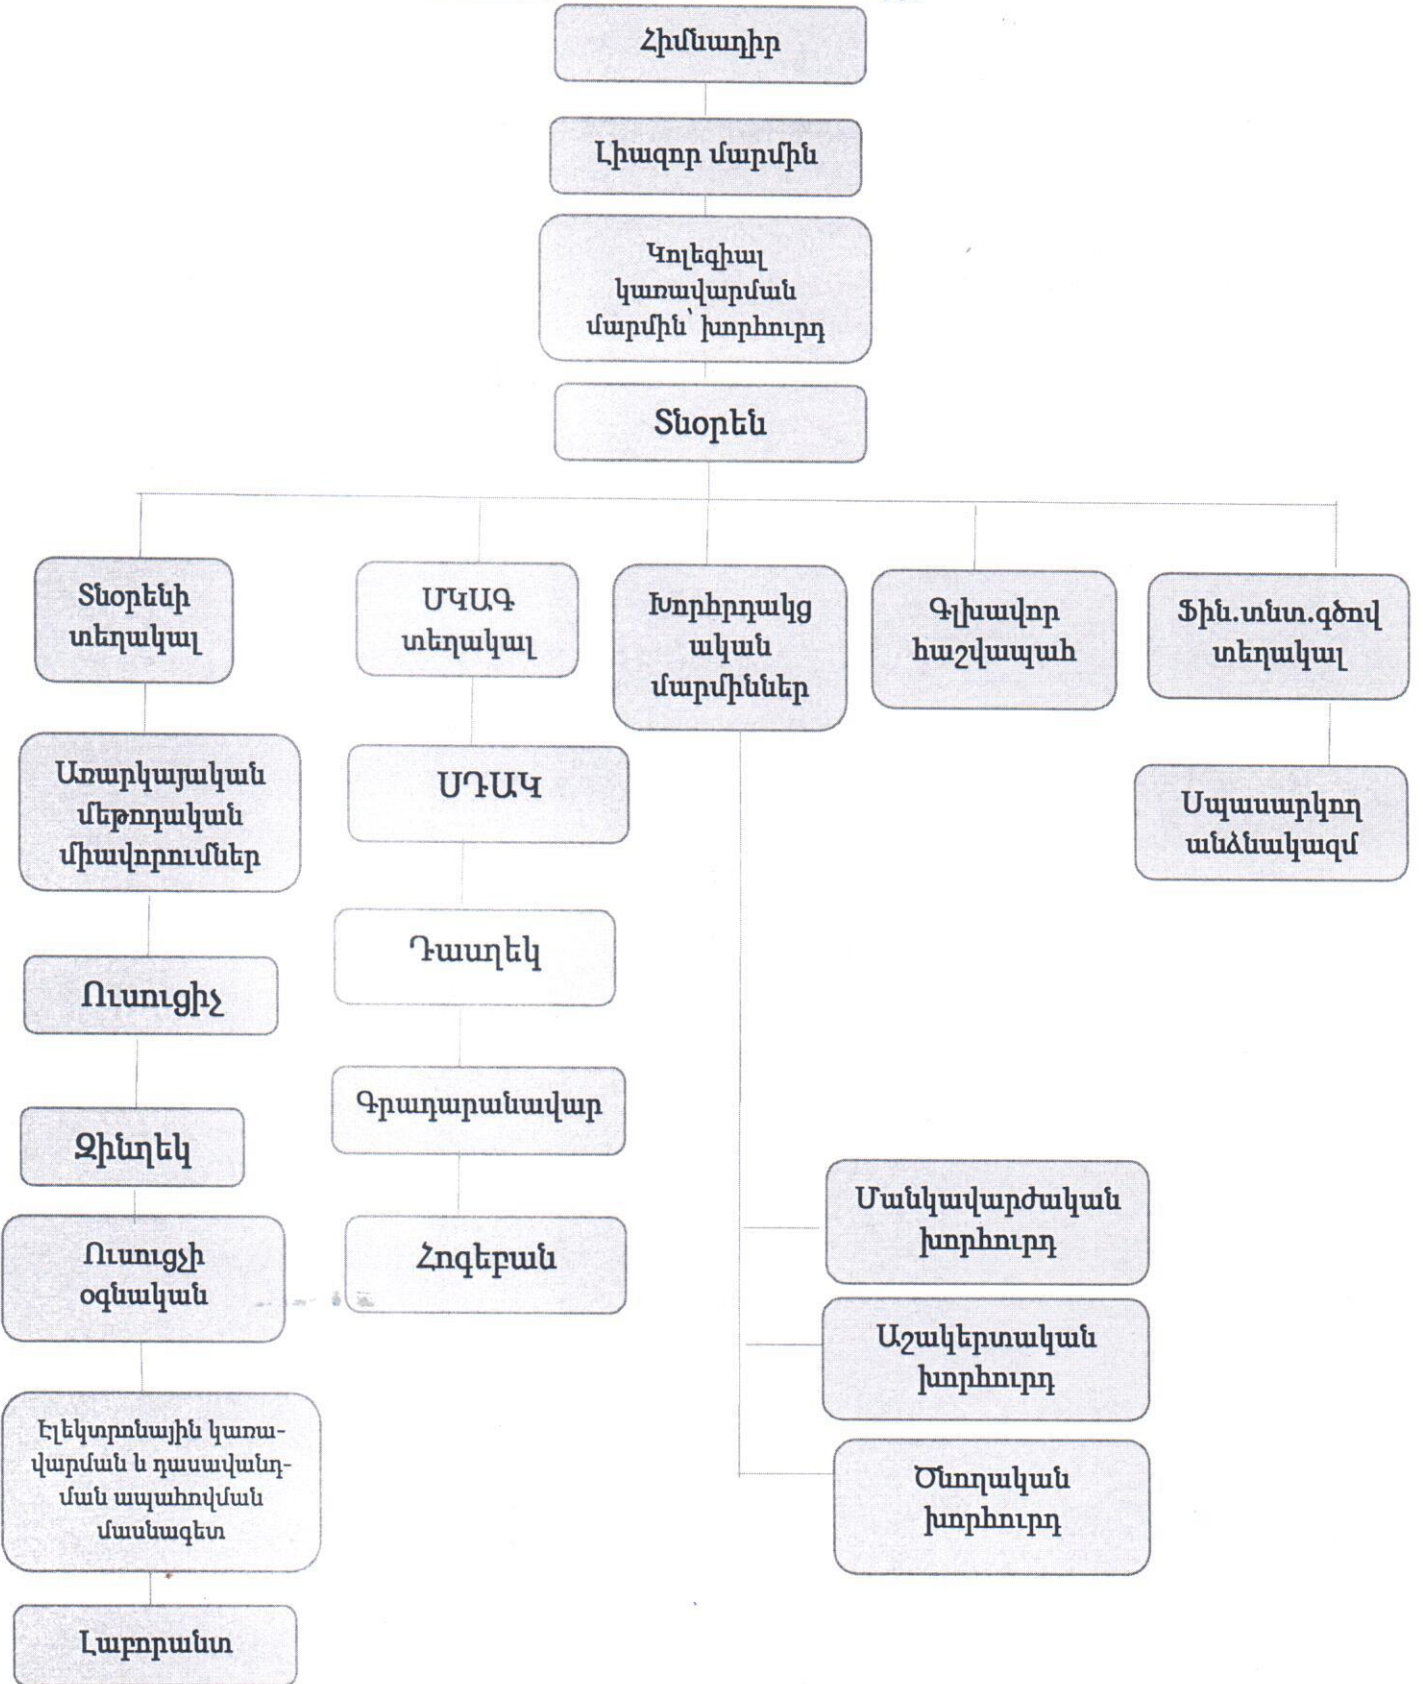 Հիմնադիր
Լիազոր մարմին
Կոլեգիալ
կառավարման
մարմին՝ խորհուրդ
Տնօրեն
Տնօրենի
տեղակալ
Առարկայական
մեթոդական
միավորումներ
Ուսուցիչ
Զինղեկ
Ուսուցչի
օգնական
Էլեկտրոնային կառա-
վարման և դասավանդ-
ման ապահովման
մասնագետ
Լաբորանտ
ՄԿԱԳ
տեղակալ
ՍԴԱԿ
Դասղեկ
Գրադարանավար
Հոգեբան
Խորհրդակց
ական
մարմիններ
Մանկավարժական
խորհուրդ
Աշակերտական
խորհուրդ
Ծնողական
խորհուրդ
Գլխավոր
հաշվապահ
Ֆին.տնտ.գծով
տեղակալ
Սպասարկող
անձնակազմ